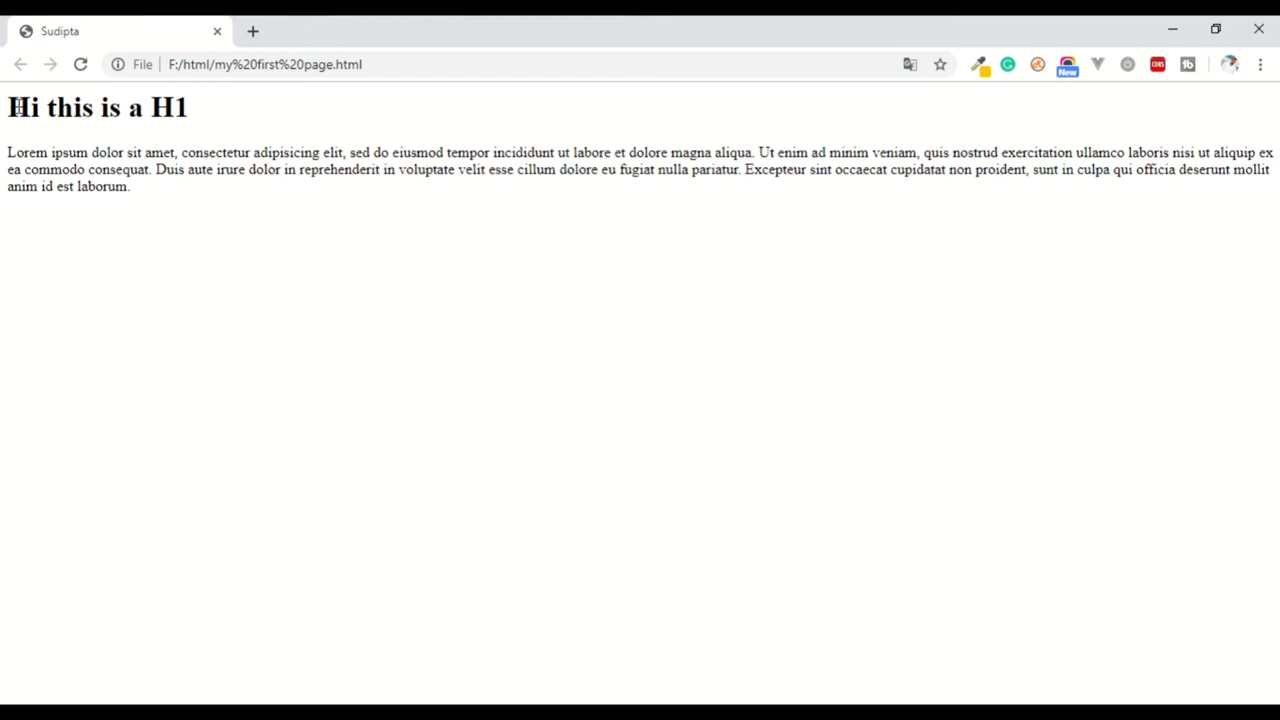 Sudipta
File F:/html/my%20first%20page.html
New
CORS
Hi this is a H1
Lorem ipsum dolor sit amet, consectetur adipisicing elit, sed do eiusmod tempor incididunt ut labore et dolore magna aliqua. Ut enim ad minim veniam, quis nostrud exercitation ullamco laboris nisi ut aliquip ex
ea commodo consequat. Duis aute irure dolor in reprehenderit in voluptate velit esse cillum dolore eu fugiat nulla pariatur. Excepteur sint occaecat cupidatat non proident, sunt in culpa qui officia deserunt mollit
anim id est laborum.